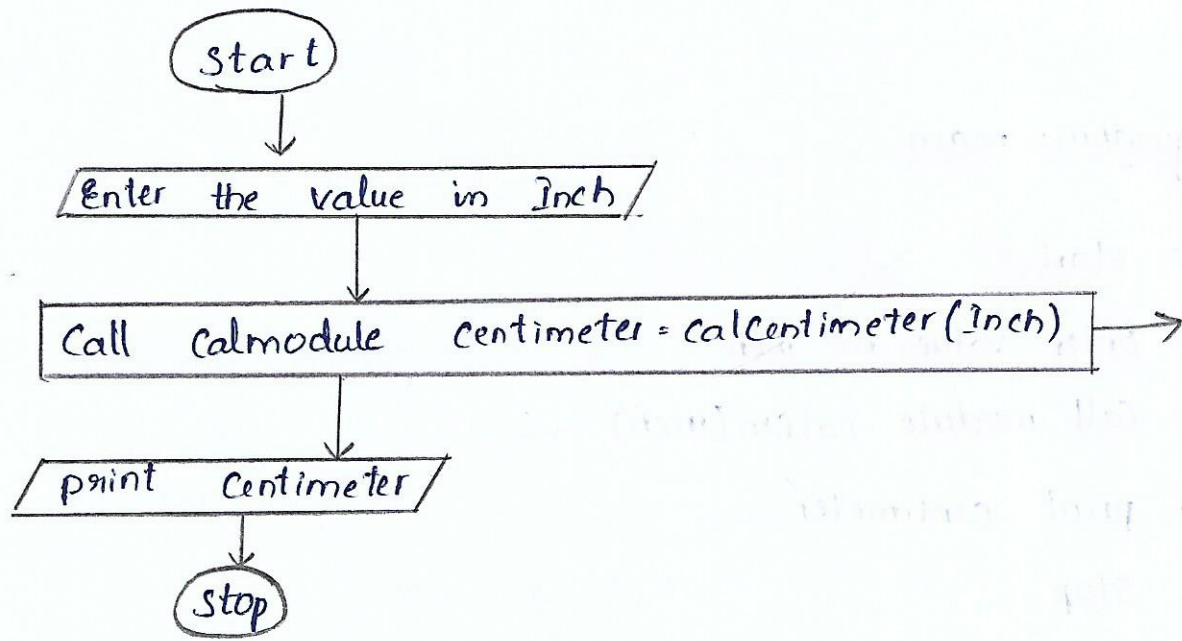 Start
Enter the value in Inch
Call Calmodule Centimeter = calCentimeter (Inch)
print Centimeter
Stop